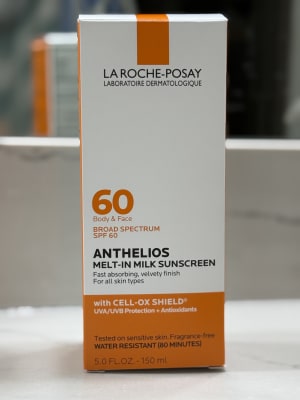 LA ROCHE-POSAY
LABORATOIRE DERMATOLOGIQUE
60
Body & Face
BROAD SPECTRUM
SPF 60
ANTHELIOS
MELT-IN MILK SUNSCREEN
Fast absorbing, velvety finish
For all skin types
with CELL-OX SHIELD®
UVA/UVB Protection + Antioxidants
Tested on sensitive skin. Fragrance-free
WATER RESISTANT (80 MINUTES)
5.0 FL.OZ. - 150 mL